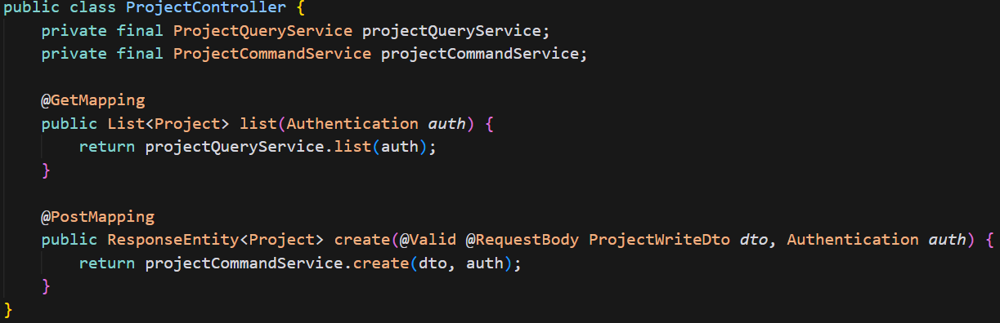 public class ProjectController {
    private final ProjectQueryService projectQueryService;
    private final ProjectCommandService projectCommandService;

    @GetMapping
    public List<Project> list(Authentication auth) {
        return projectQueryService.list(auth);
    }

    @PostMapping
    public ResponseEntity<Project> create(@Valid @RequestBody ProjectWriteDto dto, Authentication auth) {
        return projectCommandService.create(dto, auth);
    }
}